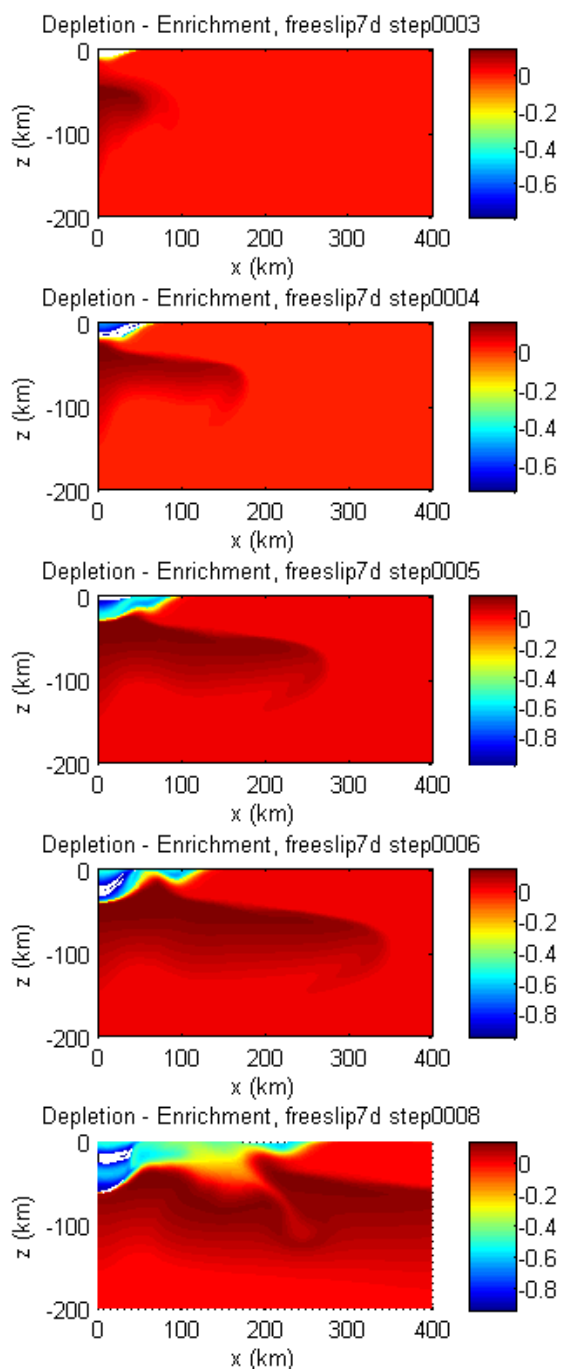 Depletion - Enrichment, freeslip7d step0003
0
-100
-200
z (km)
0 100 200 300 400
x (km)
0
-0.2
-0.4
-0.6
Depletion - Enrichment, freeslip7d step0004
0
-100
-200
z (km)
0 100 200 300 400
x (km)
0
-0.2
-0.4
-0.6
Depletion - Enrichment, freeslip7d step0005
0
-100
-200
z (km)
0 100 200 300 400
x (km)
0
-0.2
-0.4
-0.6
-0.8
Depletion - Enrichment, freeslip7d step0006
0
-100
-200
z (km)
0 100 200 300 400
x (km)
0
-0.2
-0.4
-0.6
-0.8
Depletion - Enrichment, freeslip7d step0008
0
-100
-200
z (km)
0 100 200 300 400
x (km)
0
-0.2
-0.4
-0.6
-0.8